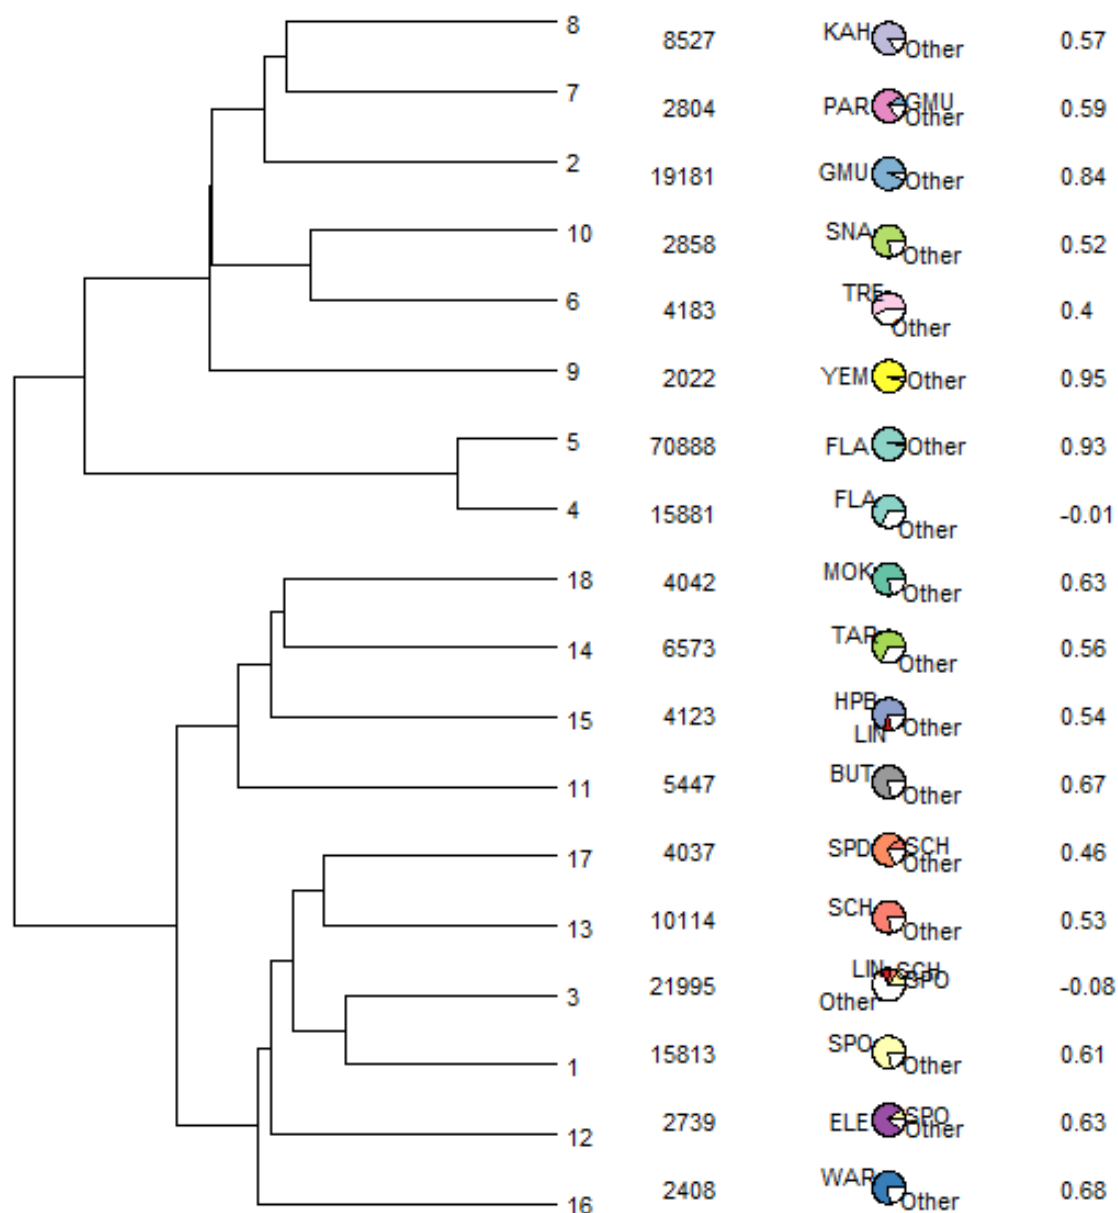 8 8527 KAH Other 0.57
7 2804 PAR GMU Other 0.59
2 19181 GMU Other 0.84
10 2858 SNA Other 0.52
6 4183 TRE Other 0.4
9 2022 YEM Other 0.95
5 70888 FLA Other 0.93
4 15881 FLA Other -0.01
18 4042 MOK Other 0.63
14 6573 TAR Other 0.56
15 4123 HPB LIN Other 0.54
11 5447 BUT Other 0.67
17 4037 SPD SCH Other 0.46
13 10114 SCH Other 0.53
3 21995 LIN SCH SPO Other -0.08
1 15813 SPO Other 0.61
12 2739 ELE SPO Other 0.63
16 2408 WAR Other 0.68